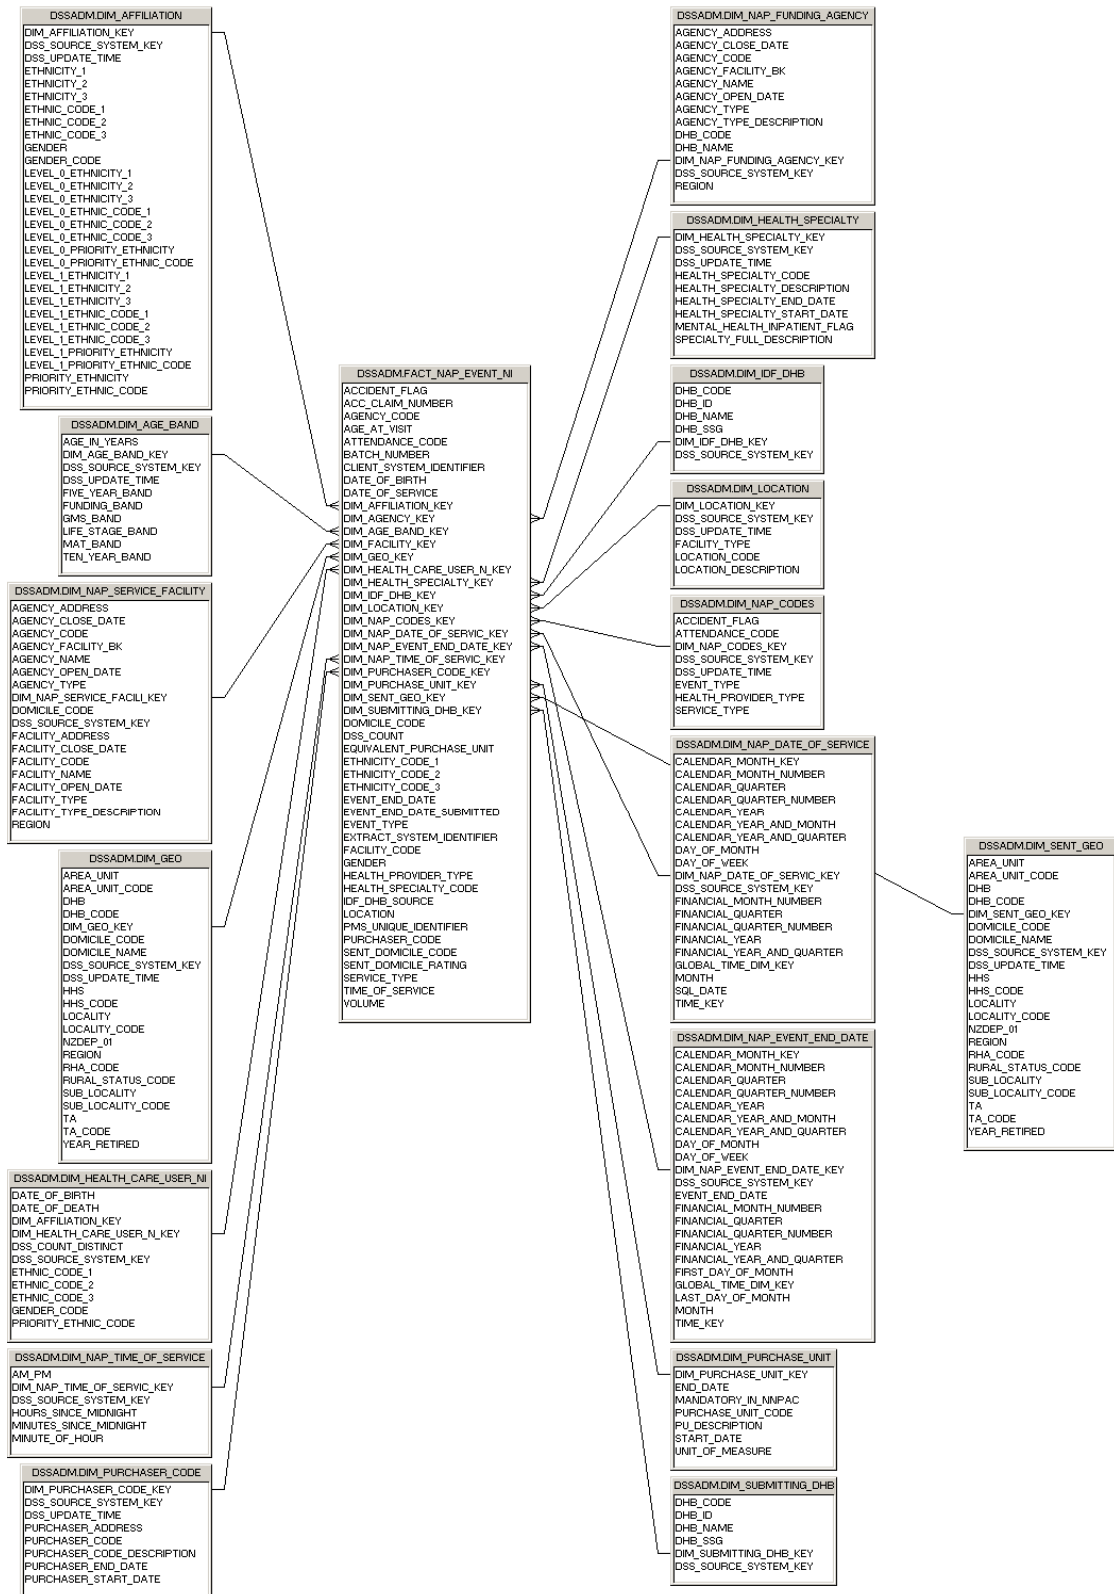 DSSADM.DIM_AFFILIATION
DIM_AFFILIATION_KEY
DSS_SOURCE_SYSTEM_KEY
DSS_UPDATE_TIME
ETHNICITY_1
ETHNICITY_2
ETHNICITY_3
ETHNIC_CODE_1
ETHNIC_CODE_2
ETHNIC_CODE_3
GENDER
GENDER_CODE
LEVEL_0_ETHNICITY_1
LEVEL_0_ETHNICITY_2
LEVEL_0_ETHNICITY_3
LEVEL_0_ETHNIC_CODE_1
LEVEL_0_ETHNIC_CODE_2
LEVEL_0_ETHNIC_CODE_3
LEVEL_0_PRIORITY_ETHNICITY
LEVEL_0_PRIORITY_ETHNIC_CODE
LEVEL_1_ETHNICITY_1
LEVEL_1_ETHNICITY_2
LEVEL_1_ETHNICITY_3
LEVEL_1_ETHNIC_CODE_1
LEVEL_1_ETHNIC_CODE_2
LEVEL_1_ETHNIC_CODE_3
LEVEL_1_PRIORITY_ETHNICITY
LEVEL_1_PRIORITY_ETHNIC_CODE
PRIORITY_ETHNICITY
PRIORITY_ETHNIC_CODE
DSSADM.DIM_AGE_BAND
AGE_IN_YEARS
DIM_AGE_BAND_KEY
DSS_SOURCE_SYSTEM_KEY
DSS_UPDATE_TIME
FIVE_YEAR_BAND
FUNDING_BAND
GMS_BAND
LIFE_STAGE_BAND
MAT_BAND
TEN_YEAR_BAND
DSSADM.DIM_NAP_SERVICE_FACILITY
AGENCY_ADDRESS
AGENCY_CLOSE_DATE
AGENCY_CODE
AGENCY_FACILITY_BK
AGENCY_NAME
AGENCY_OPEN_DATE
AGENCY_TYPE
DIM_NAP_SERVICE_FACILI_KEY
DOMICILE_CODE
DSS_SOURCE_SYSTEM_KEY
FACILITY_ADDRESS
FACILITY_CLOSE_DATE
FACILITY_CODE
FACILITY_NAME
FACILITY_OPEN_DATE
FACILITY_TYPE
FACILITY_TYPE_DESCRIPTION
REGION
DSSADM.DIM_GEO
AREA_UNIT
AREA_UNIT_CODE
DHB
DHB_CODE
DIM_GEO_KEY
DOMICILE_CODE
DOMICILE_NAME
DSS_SOURCE_SYSTEM_KEY
DSS_UPDATE_TIME
HHS
HHS_CODE
LOCALITY
LOCALITY_CODE
NZDEP_01
REGION
RHA_CODE
RURAL_STATUS_CODE
SUB_LOCALITY
SUB_LOCALITY_CODE
TA
TA_CODE
YEAR_RETIRED
DSSADM.DIM_HEALTH_CARE_USER_NI
DATE_OF_BIRTH
DATE_OF_DEATH
DIM_AFFILIATION_KEY
DIM_HEALTH_CARE_USER_N_KEY
DSS_COUNT_DISTINCT
DSS_SOURCE_SYSTEM_KEY
ETHNIC_CODE_1
ETHNIC_CODE_2
ETHNIC_CODE_3
GENDER_CODE
PRIORITY_ETHNIC_CODE
DSSADM.DIM_NAP_TIME_OF_SERVICE
AM_PM
DIM_NAP_TIME_OF_SERVIC_KEY
DSS_SOURCE_SYSTEM_KEY
HOURS_SINCE_MIDNIGHT
MINUTES_SINCE_MIDNIGHT
MINUTE_OF_HOUR
DSSADM.DIM_PURCHASER_CODE
DIM_PURCHASER_CODE_KEY
DSS_SOURCE_SYSTEM_KEY
DSS_UPDATE_TIME
PURCHASER_ADDRESS
PURCHASER_CODE
PURCHASER_CODE_DESCRIPTION
PURCHASER_END_DATE
PURCHASER_START_DATE
DSSADM.FACT_NAP_EVENT_NI
ACCIDENT_FLAG
ACC_CLAIM_NUMBER
AGENCY_CODE
AGE_AT_VISIT
ATTENDANCE_CODE
BATCH_NUMBER
CLIENT_SYSTEM_IDENTIFIER
DATE_OF_BIRTH
DATE_OF_SERVICE
DIM_AFFILIATION_KEY
DIM_AGENCY_KEY
DIM_AGE_BAND_KEY
DIM_FACILITY_KEY
DIM_GEO_KEY
DIM_HEALTH_CARE_USER_N_KEY
DIM_HEALTH_SPECIALTY_KEY
DIM_IDF_DHB_KEY
DIM_LOCATION_KEY
DIM_NAP_CODES_KEY
DIM_NAP_DATE_OF_SERVIC_KEY
DIM_NAP_EVENT_END_DATE_KEY
DIM_NAP_TIME_OF_SERVIC_KEY
DIM_PURCHASER_CODE_KEY
DIM_PURCHASE_UNIT_KEY
DIM_SENT_GEO_KEY
DIM_SUBMITTING_DHB_KEY
DOMICILE_CODE
DSS_COUNT
EQUIVALENT_PURCHASE_UNIT
ETHNICITY_CODE_1
ETHNICITY_CODE_2
ETHNICITY_CODE_3
EVENT_END_DATE
EVENT_END_DATE_SUBMITTED
EVENT_TYPE
EXTRACT_SYSTEM_IDENTIFIER
FACILITY_CODE
GENDER
HEALTH_PROVIDER_TYPE
HEALTH_SPECIALTY_CODE
IDF_DHB_SOURCE
LOCATION
PMS_UNIQUE_IDENTIFIER
PURCHASER_CODE
SENT_DOMICILE_CODE
SENT_DOMICILE_RATING
SERVICE_TYPE
TIME_OF_SERVICE
VOLUME
DSSADM.DIM_NAP_FUNDING_AGENCY
AGENCY_ADDRESS
AGENCY_CLOSE_DATE
AGENCY_CODE
AGENCY_FACILITY_BK
AGENCY_NAME
AGENCY_OPEN_DATE
AGENCY_TYPE
AGENCY_TYPE_DESCRIPTION
DHB_CODE
DHB_NAME
DIM_NAP_FUNDING_AGENCY_KEY
DSS_SOURCE_SYSTEM_KEY
REGION
DSSADM.DIM_HEALTH_SPECIALTY
DIM_HEALTH_SPECIALTY_KEY
DSS_SOURCE_SYSTEM_KEY
DSS_UPDATE_TIME
HEALTH_SPECIALTY_CODE
HEALTH_SPECIALTY_DESCRIPTION
HEALTH_SPECIALTY_END_DATE
HEALTH_SPECIALTY_START_DATE
MENTAL_HEALTH_INPATIENT_FLAG
SPECIALTY_FULL_DESCRIPTION
DSSADM.DIM_IDF_DHB
DHB_CODE
DHB_ID
DHB_NAME
DHB_SSG
DIM_IDF_DHB_KEY
DSS_SOURCE_SYSTEM_KEY
DSSADM.DIM_LOCATION
DIM_LOCATION_KEY
DSS_SOURCE_SYSTEM_KEY
DSS_UPDATE_TIME
FACILITY_TYPE
LOCATION_CODE
LOCATION_DESCRIPTION
DSSADM.DIM_NAP_CODES
ACCIDENT_FLAG
ATTENDANCE_CODE
DIM_NAP_CODES_KEY
DSS_SOURCE_SYSTEM_KEY
DSS_UPDATE_TIME
EVENT_TYPE
HEALTH_PROVIDER_TYPE
SERVICE_TYPE
DSSADM.DIM_NAP_DATE_OF_SERVICE
CALENDAR_MONTH_KEY
CALENDAR_MONTH_NUMBER
CALENDAR_QUARTER
CALENDAR_QUARTER_NUMBER
CALENDAR_YEAR
CALENDAR_YEAR_AND_MONTH
CALENDAR_YEAR_AND_QUARTER
DAY_OF_MONTH
DAY_OF_WEEK
DIM_NAP_DATE_OF_SERVIC_KEY
DSS_SOURCE_SYSTEM_KEY
FINANCIAL_MONTH_NUMBER
FINANCIAL_QUARTER
FINANCIAL_QUARTER_NUMBER
FINANCIAL_YEAR
FINANCIAL_YEAR_AND_QUARTER
GLOBAL_TIME_DIM_KEY
MONTH
SQL_DATE
TIME_KEY
DSSADM.DIM_NAP_EVENT_END_DATE
CALENDAR_MONTH_KEY
CALENDAR_MONTH_NUMBER
CALENDAR_QUARTER
CALENDAR_QUARTER_NUMBER
CALENDAR_YEAR
CALENDAR_YEAR_AND_MONTH
CALENDAR_YEAR_AND_QUARTER
DAY_OF_MONTH
DAY_OF_WEEK
DIM_NAP_EVENT_END_DATE_KEY
DSS_SOURCE_SYSTEM_KEY
EVENT_END_DATE
FINANCIAL_MONTH_NUMBER
FINANCIAL_QUARTER
FINANCIAL_QUARTER_NUMBER
FINANCIAL_YEAR
FINANCIAL_YEAR_AND_QUARTER
FIRST_DAY_OF_MONTH
GLOBAL_TIME_DIM_KEY
LAST_DAY_OF_MONTH
MONTH
TIME_KEY
DSSADM.DIM_PURCHASE_UNIT
DIM_PURCHASE_UNIT_KEY
END_DATE
MANDATORY_IN_NNPAC
PURCHASE_UNIT_CODE
PU_DESCRIPTION
START_DATE
UNIT_OF_MEASURE
DSSADM.DIM_SUBMITTING_DHB
DHB_CODE
DHB_ID
DHB_NAME
DHB_SSG
DIM_SUBMITTING_DHB_KEY
DSS_SOURCE_SYSTEM_KEY
DSSADM.DIM_SENT_GEO
AREA_UNIT
AREA_UNIT_CODE
DHB
DHB_CODE
DIM_SENT_GEO_KEY
DOMICILE_CODE
DOMICILE_NAME
DSS_SOURCE_SYSTEM_KEY
DSS_UPDATE_TIME
HHS
HHS_CODE
LOCALITY
LOCALITY_CODE
NZDEP_01
REGION
RHA_CODE
RURAL_STATUS_CODE
SUB_LOCALITY
SUB_LOCALITY_CODE
TA
TA_CODE
YEAR_RETIRED